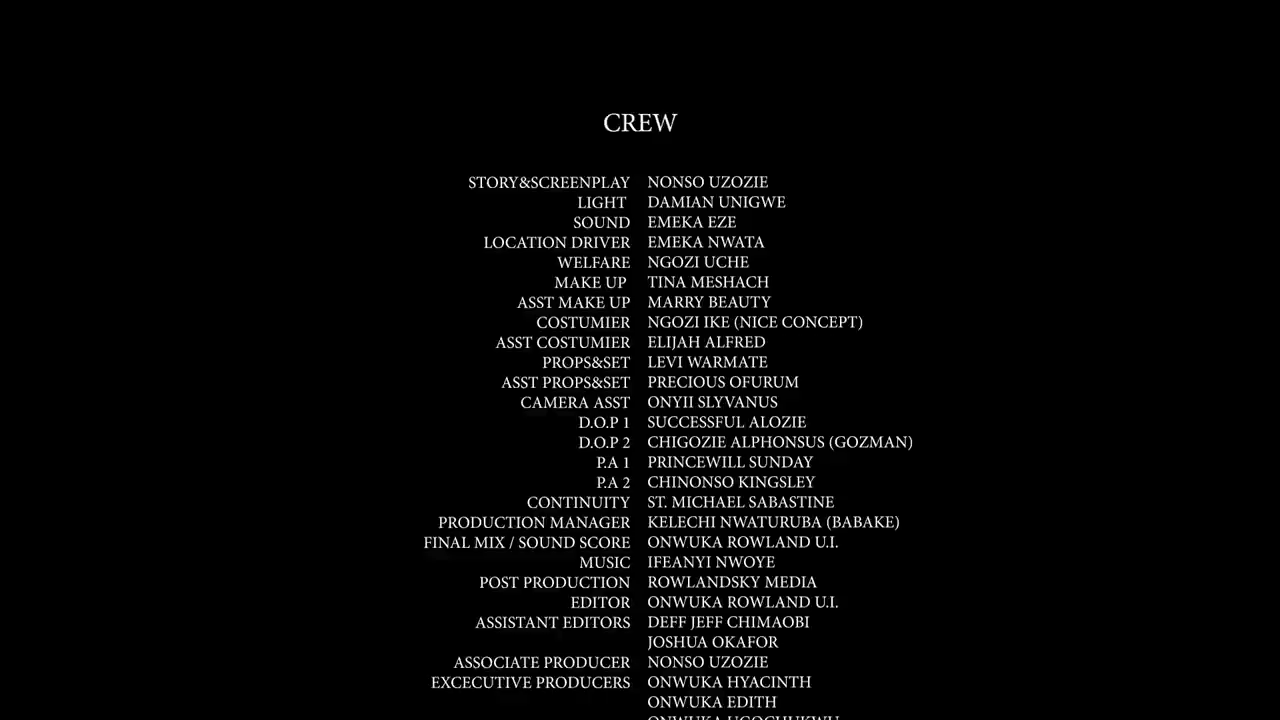 CREW
STORY&SCREENPLAY NONSO UZOZIE
LIGHT DAMIAN UNIGWE
SOUND EMEKA EZE
LOCATION DRIVER EMEKA NWATA
WELFARE NGOZI UCHE
MAKE UP TINA MESHACH
ASST MAKE UP MARRY BEAUTY
COSTUMIER NGOZI IKE (NICE CONCEPT)
ASST COSTUMIER ELIJAH ALFRED
PROPS&SET LEVI WARMATE
ASST PROPS&SET PRECIOUS OFURUM
CAMERA ASST ONYII SLYVANUS
D.O.P 1 SUCCESSFUL ALOZIE
D.O.P 2 CHIGOZIE ALPHONSUS (GOZMAN)
P.A 1 PRINCEWILL SUNDAY
P.A 2 CHINONSO KINGSLEY
CONTINUITY ST. MICHAEL SABASTINE
PRODUCTION MANAGER KELECHI NWATURUBA (BABAKE)
FINAL MIX / SOUND SCORE ONWUKA ROWLAND U.I.
MUSIC IFEANYI NWOYE
POST PRODUCTION ROWLANDSKY MEDIA
EDITOR ONWUKA ROWLAND U.I.
ASSISTANT EDITORS DEFF JEFF CHIMAOBI
JOSHUA OKAFOR
ASSOCIATE PRODUCER NONSO UZOZIE
EXCECUTIVE PRODUCERS ONWUKA HYACINTH
ONWUKA EDITH
ONWUKA UGOCHUKWU